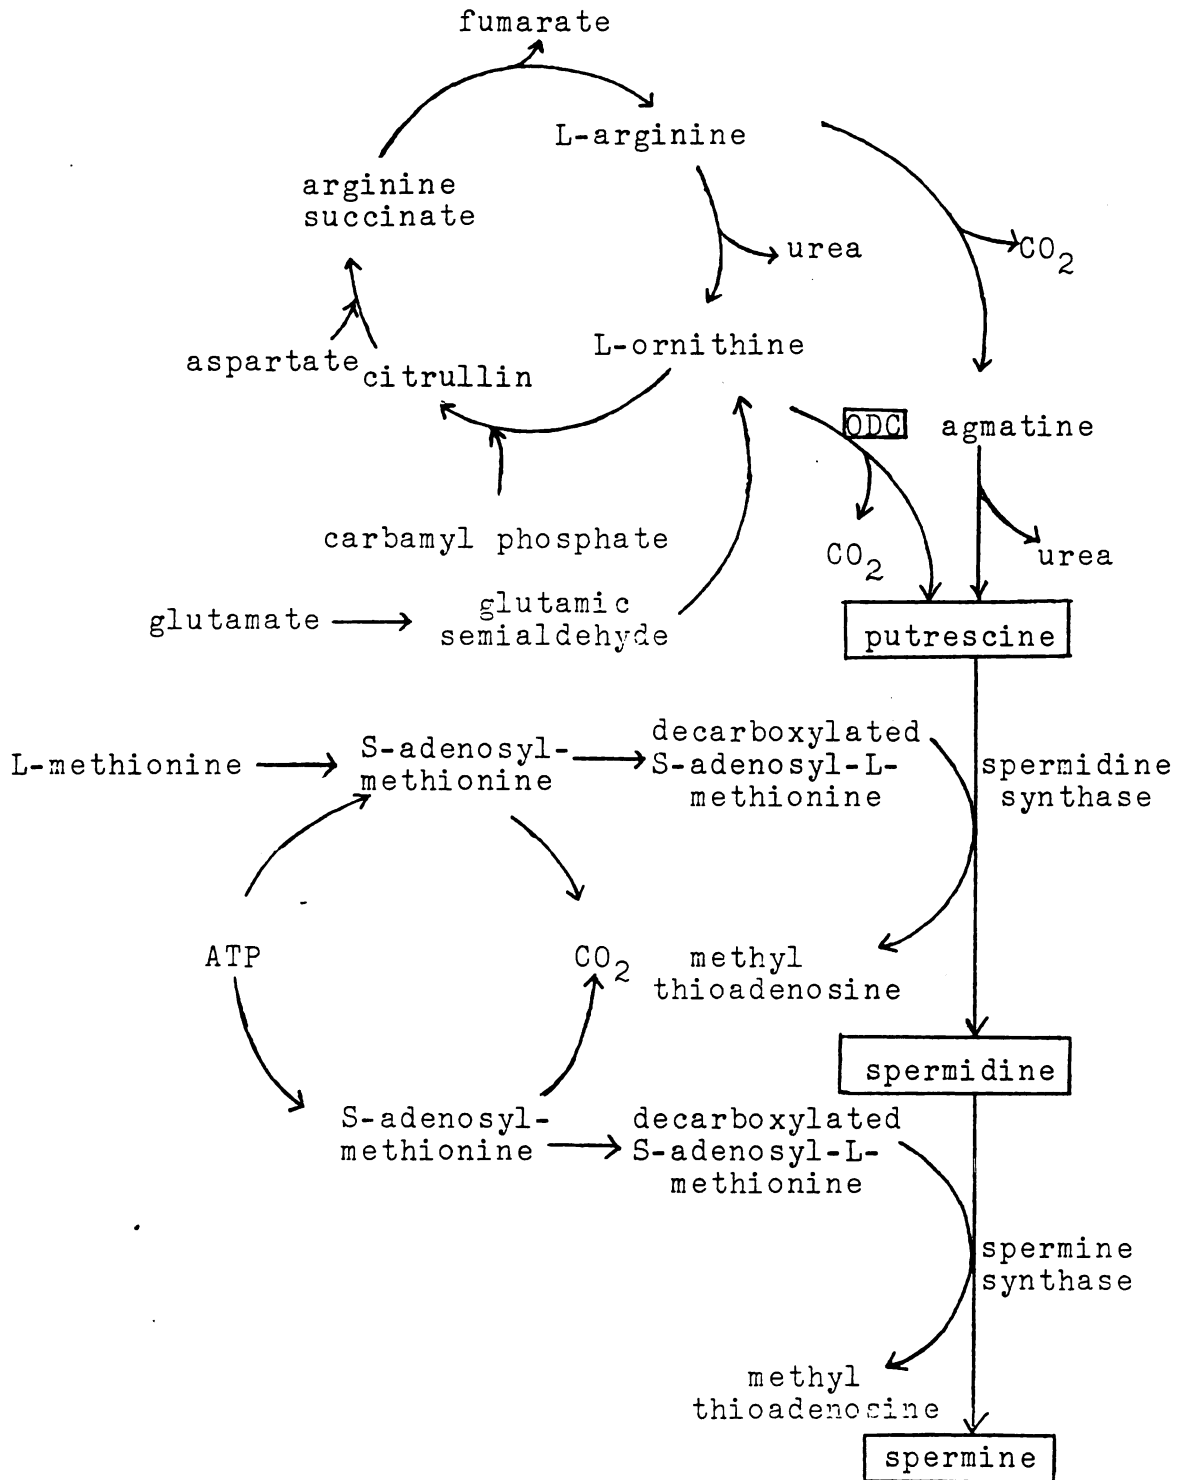 fumarate
L-arginine
arginine
succinate
urea
CO2
L-ornithine
aspartate
citrullin
ODC
agmatine
carbamyl phosphate
CO2
urea
glutamate
glutamic
semialdehyde
putrescine
L-methionine
S-adenosyl-
methionine
decarboxylated
S-adenosyl-L-
methionine
spermidine
synthase
ATP
CO2
methyl
thioadenosine
spermidine
S-adenosyl-
methionine
decarboxylated
S-adenosyl-L-
methionine
spermine
synthase
methyl
thioadenosine
spermine